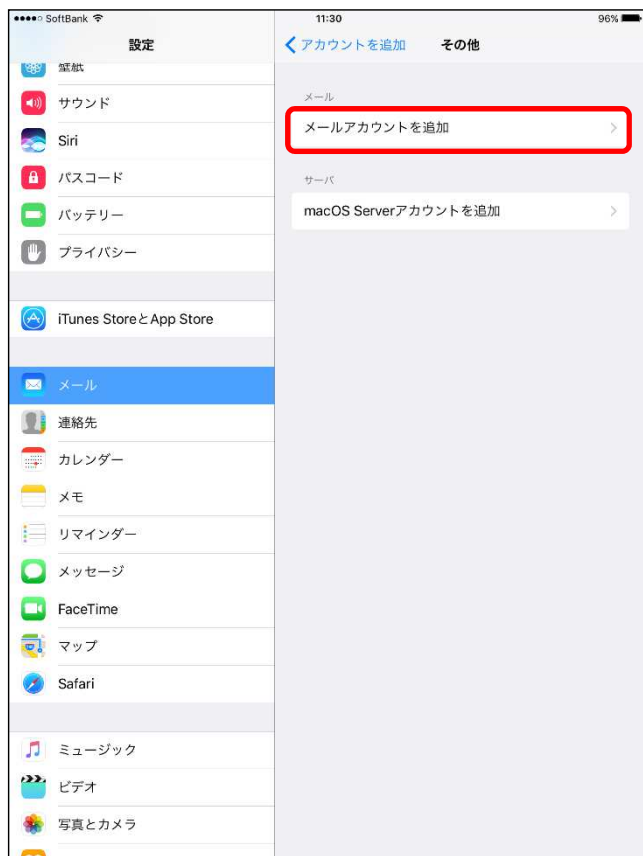 SoftBank 11:30 96%
設定
アカウントを追加 その他
壁紙
サウンド
Siri
パスコード
バッテリー
プライバシー
iTunes StoreとApp Store
メール
連絡先
カレンダー
メモ
リマインダー
メッセージ
FaceTime
マップ
Safari
ミュージック
ビデオ
写真とカメラ
メール
メールアカウントを追加
サーバ
macOS Serverアカウントを追加